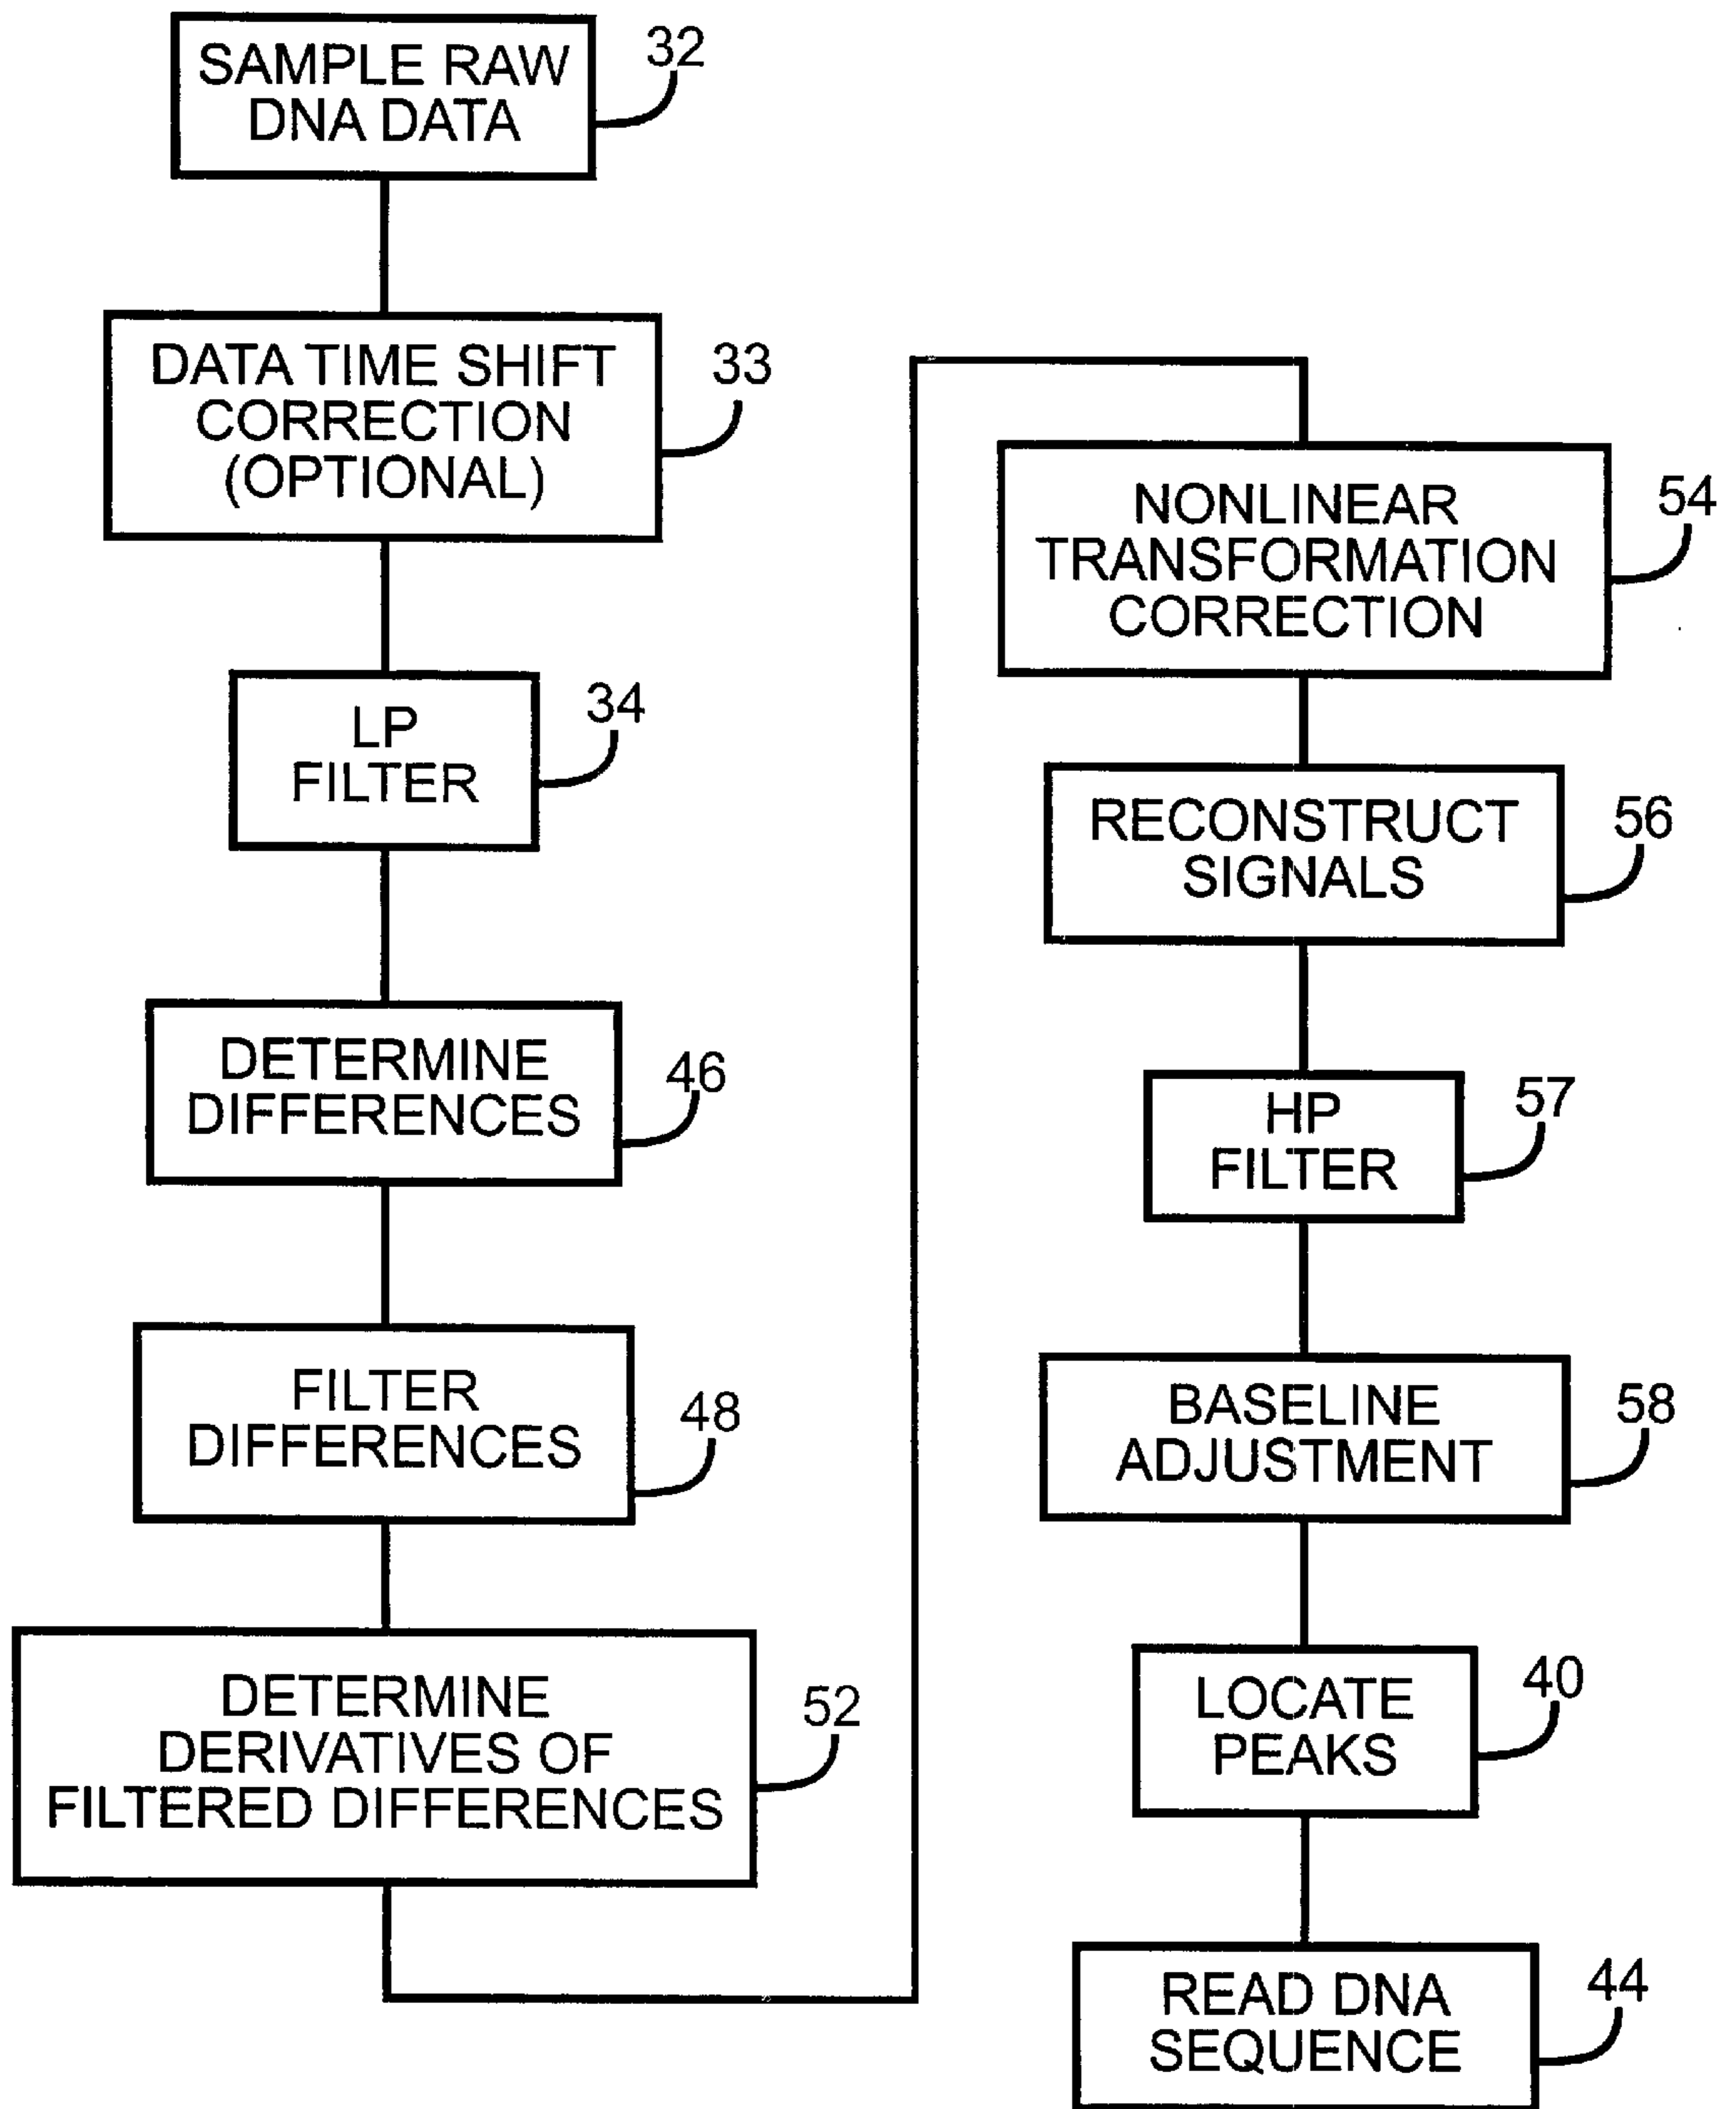 SAMPLE RAW
DNA DATA
32
DATA TIME SHIFT
CORRECTION
(OPTIONAL)
33
LP
FILTER
34
DETERMINE
DIFFERENCES
46
FILTER
DIFFERENCES
48
DETERMINE
DERIVATIVES OF
FILTERED DIFFERENCES
52
NONLINEAR
TRANSFORMATION
CORRECTION
54
RECONSTRUCT
SIGNALS
56
HP
FILTER
57
BASELINE
ADJUSTMENT
58
LOCATE
PEAKS
40
READ DNA
SEQUENCE
44